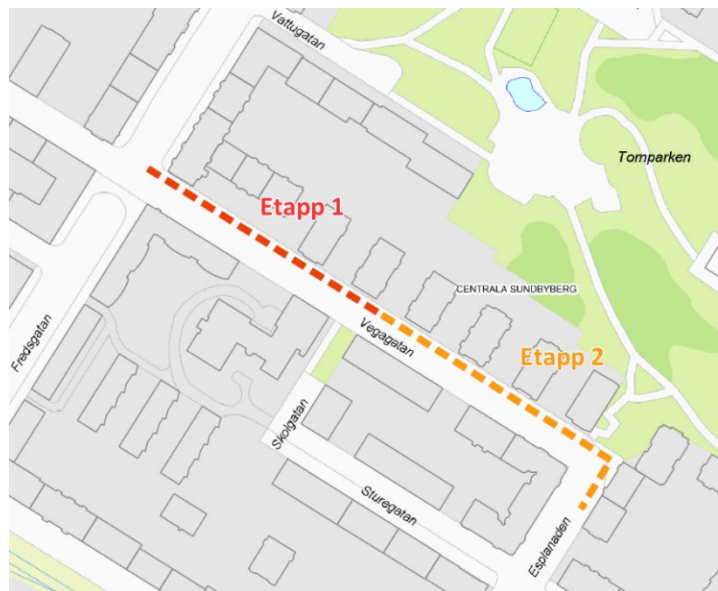 Vattugatan
Tornparken
Etapp 1
CENTRALA SUNDBYBERG
Fredsgatan
Vegagatan
Etapp 2
Skolgatan
Sturegatan
Esplanaden